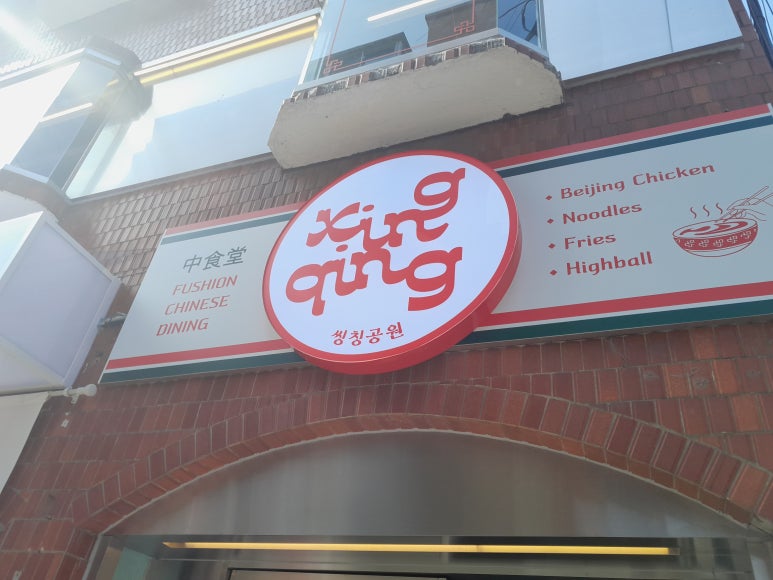 中食堂
FUSHION
CHINESE
DINING
Xing
qing
씽칭공원
• Beijing Chicken
• Noodles
• Fries
• Highball